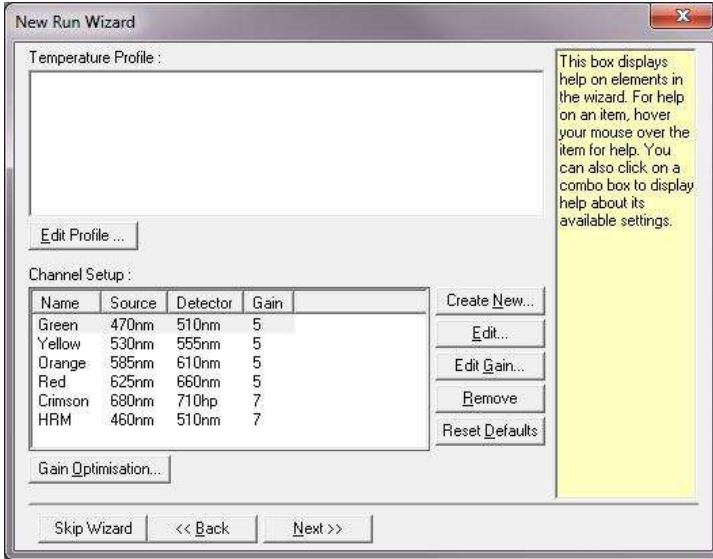 New Run Wizard
Temperature Profile :
This box displays
help on elements in
the wizard. For help
on an item, hover
your mouse over the
item for help. You
can also click on a
combo box to display
help about its
available settings.
Edit Profile ...
Channel Setup :
Name Source Detector Gain
Green 470nm 510nm 5
Yellow 530nm 555nm 5
Orange 585nm 610nm 5
Red 625nm 660nm 5
Crimson 680nm 710hp 7
HRM 460nm 510nm 7
Create New...
Edit...
Edit Gain...
Remove
Reset Defaults
Gain Optimisation...
Skip Wizard
<< Back
Next >>